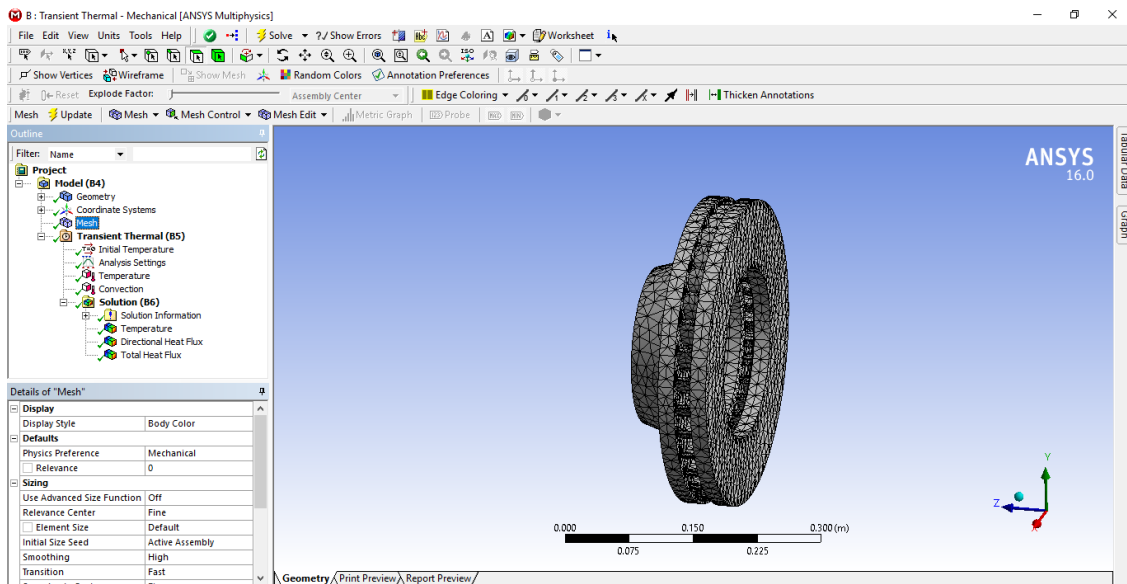 B : Transient Thermal - Mechanical [ANSYS Multiphysics]
File Edit View Units Tools Help Solve ?/ Show Errors Worksheet
Show Vertices Wireframe Show Mesh Random Colors Annotation Preferences
Reset Explode Factor: Assembly Center Edge Coloring Thicken Annotations
Mesh Update Mesh Mesh Control Mesh Edit Metric Graph Probe
Outline
Filter: Name
Project
Model (B4)
Geometry
Coordinate Systems
Mesh
Transient Thermal (B5)
Initial Temperature
Analysis Settings
Temperature
Convection
Solution (B6)
Solution Information
Temperature
Directional Heat Flux
Total Heat Flux
Details of "Mesh"
Display
Display Style Body Color
Defaults
Physics Preference Mechanical
Relevance 0
Sizing
Use Advanced Size Function Off
Relevance Center Fine
Element Size Default
Initial Size Seed Active Assembly
Smoothing High
Transition Fast
ANSYS
16.0
Tabular Data
Graph
Y
Z
X
0.000 0.150 0.300 (m)
0.075 0.225
Geometry Print Preview Report Preview